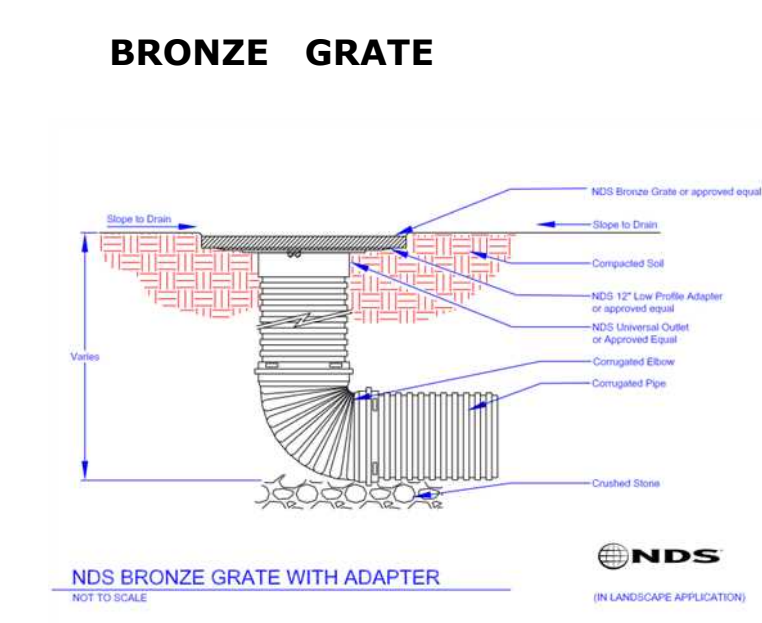 BRONZE GRATE
NDS Bronze Grate or approved equal
Slope to Drain
Slope to Drain
Compacted Soil
NDS 12" Low Profile Adapter
or approved equal
NDS Universal Outlet
or Approved Equal
Varies
Corrugated Elbow
Corrugated Pipe
Crushed Stone
NDS
NDS BRONZE GRATE WITH ADAPTER
NOT TO SCALE
(IN LANDSCAPE APPLICATION)